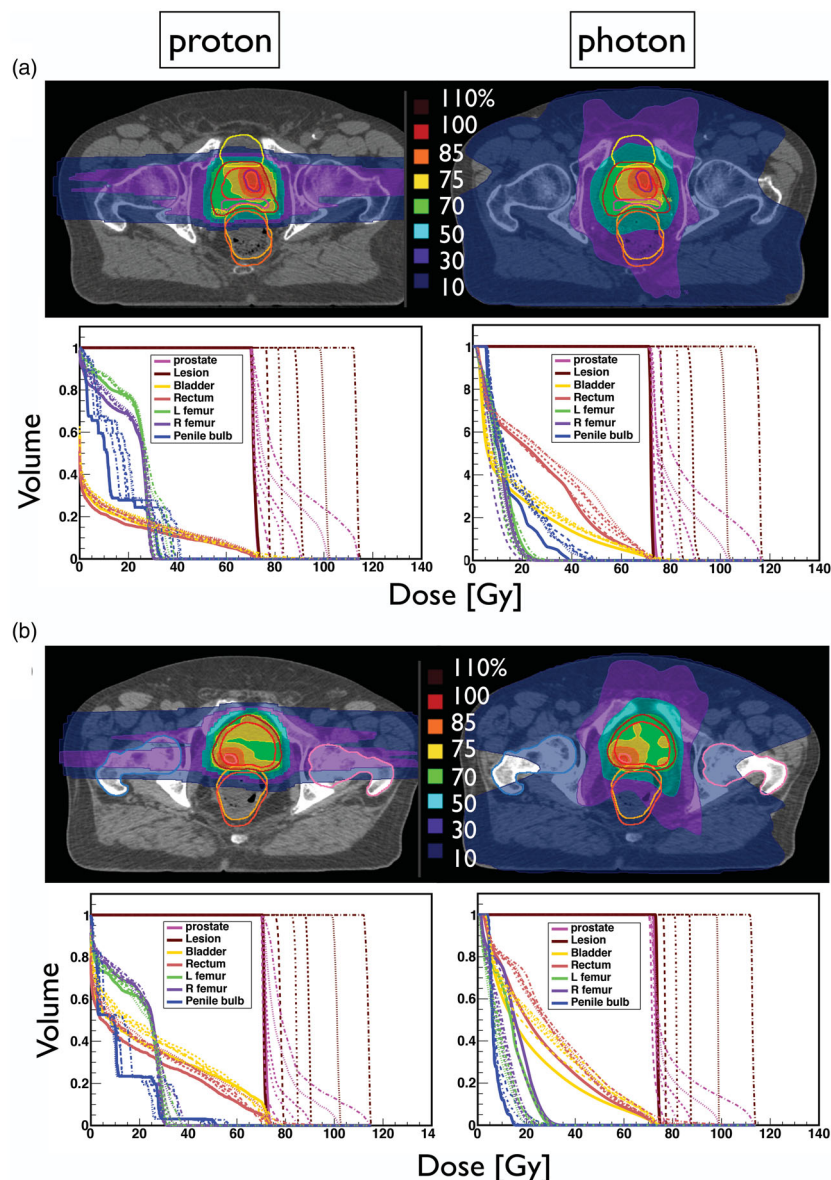 proton photon
(a)
110%
100
85
75
70
50
30
10
1
0.8
0.6
0.4
0.2
0
prostate
Lesion
Bladder
Rectum
L femur
R femur
Penile bulb
Volume
0 20 40 60 80 100 120 140
1
8
6
4
2
0
prostate
Lesion
Bladder
Rectum
L femur
R femur
Penile bulb
0 20 40 60 80 100 120 140
Dose [Gy]
(b)
110%
100
85
75
70
50
30
10
1
0.8
0.6
0.4
0.2
0
prostate
Lesion
Bladder
Rectum
L femur
R femur
Penile bulb
Volume
0 20 40 60 80 100 120 14
1
0.8
0.6
0.4
0.2
0
prostate
Lesion
Bladder
Rectum
L femur
R femur
Penile bulb
0 20 40 60 80 100 120 140
Dose [Gy]